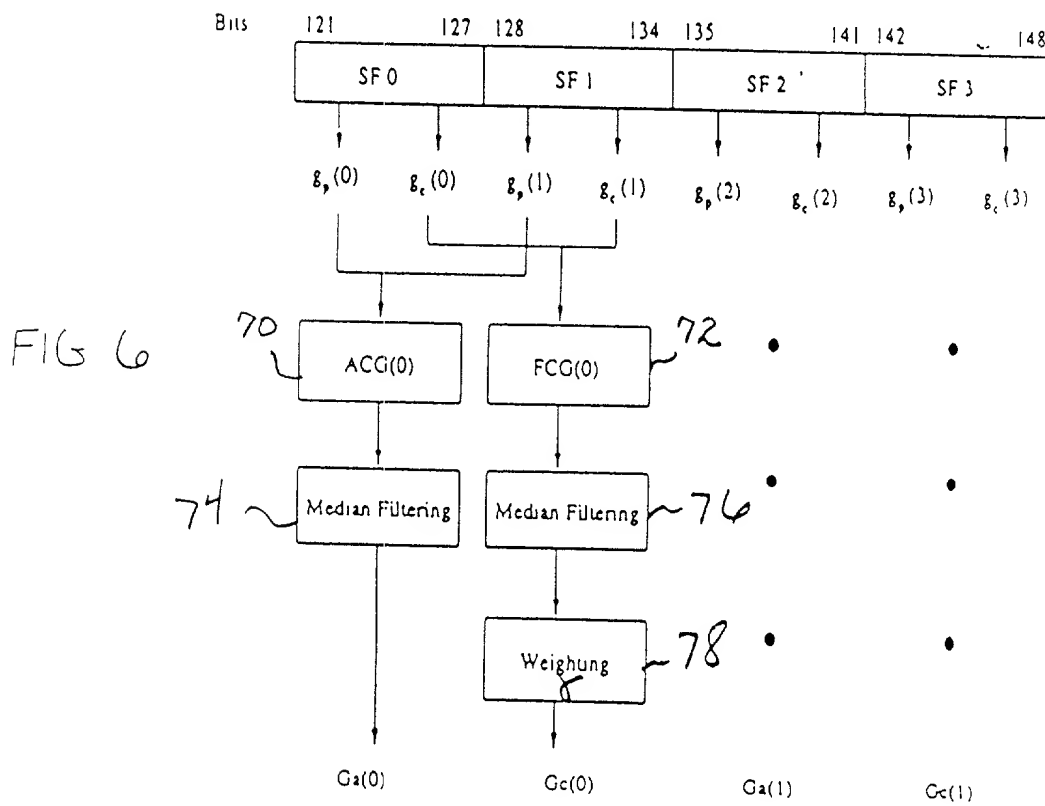 Bits 121 127 128 134 135 141 142 148
SF 0 SF 1 SF 2 SF 3
g_p(0) g_c(0) g_p(1) g_c(1) g_p(2) g_c(2) g_p(3) g_c(3)
FIG 6
70 ACG(0) FCG(0) 72
74 Median Filtering Median Filtering 76
Weighung 78
Ga(0) Gc(0) Ga(1) Gc(1)